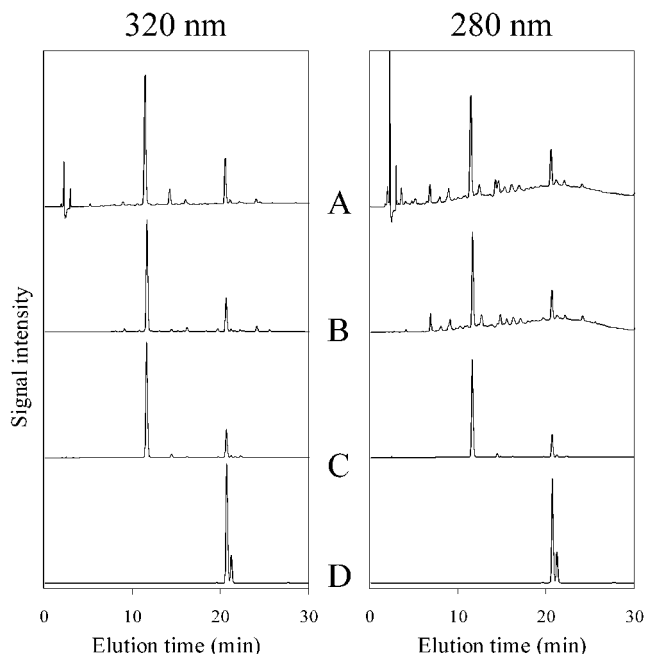 320 nm 280 nm
A
B
Signal intensity
C
D
0 10 20 30 0 10 20 30
Elution time (min) Elution time (min)